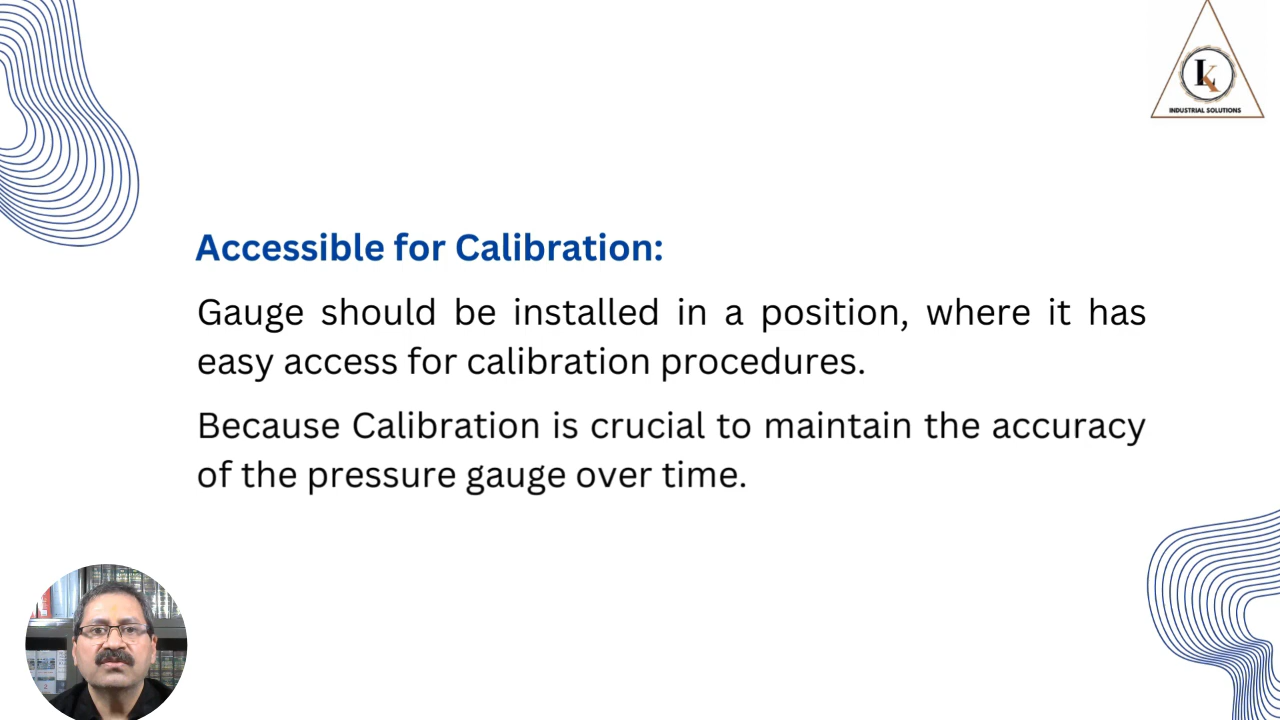 LK
INDUSTRIAL SOLUTIONS
Accessible for Calibration:
Gauge should be installed in a position, where it has
easy access for calibration procedures.
Because Calibration is crucial to maintain the accuracy
of the pressure gauge over time.